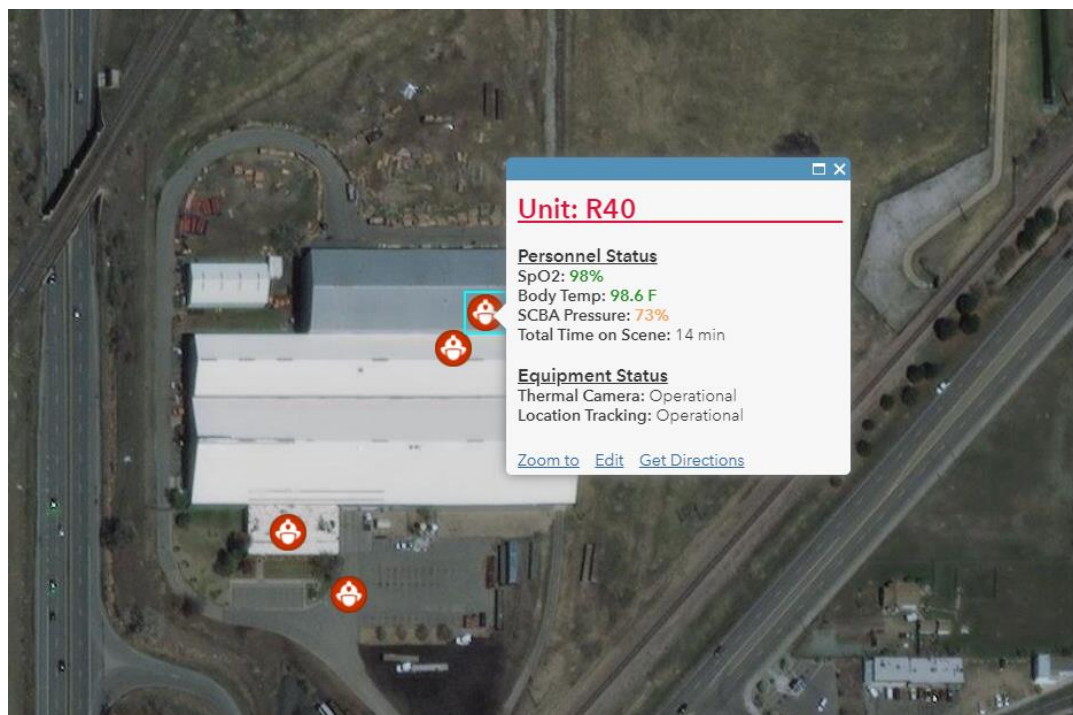 Unit: R40
Personnel Status
SpO2: 98%
Body Temp: 98.6 F
SCBA Pressure: 73%
Total Time on Scene: 14 min
Equipment Status
Thermal Camera: Operational
Location Tracking: Operational
Zoom to Edit Get Directions